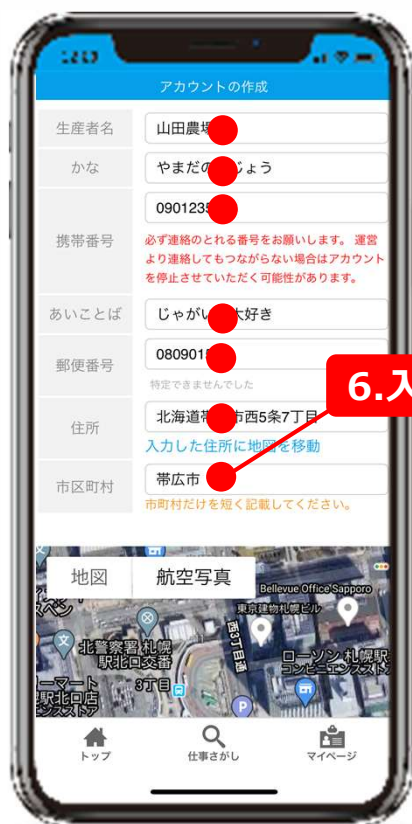 アカウントの作成
生産者名
山田農場
かな
やまだの じょう
携帯番号
0901235
必ず連絡のとれる番号をお願いします。 運営
より連絡してもつながらない場合はアカウント
を停止させていただく可能性があります。
あいことば
じゃがい 大好き
郵便番号
080901
特定できませんでした
6.入
住所
北海道帯 市西5条7丁目
入力した住所に地図を移動
市区町村
帯広市
市町村だけを短く記載してください。
地図
航空写真
Bellevue Office Sapporo
東京建物札幌ビル
西3丁目通
北警察署札幌
駅北口交番
ローソン 札幌駅
3丁目
駅北口店
トップ
仕事さがし
マイページ